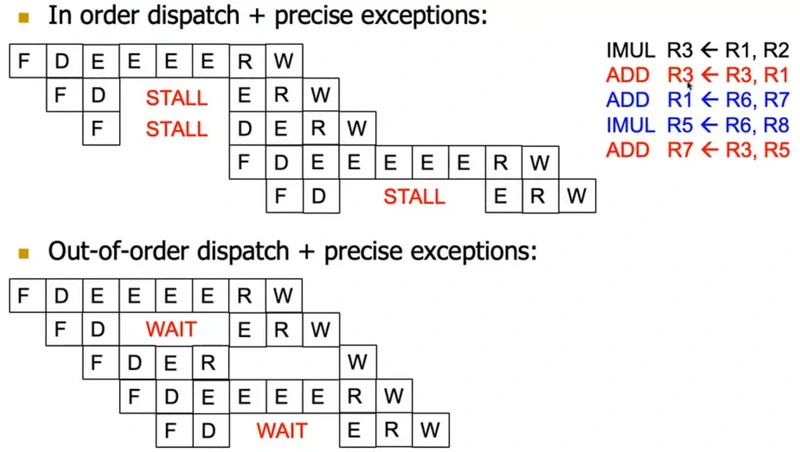 In order dispatch + precise exceptions:
F D E E E E R W
F D STALL E R W
F STALL D E R W
F D E E E E E R W
F D STALL E R W
IMUL R3 ← R1, R2
ADD R3 ← R3, R1
ADD R1 ← R6, R7
IMUL R5 ← R6, R8
ADD R7 ← R3, R5
Out-of-order dispatch + precise exceptions:
F D E E E E R W
F D WAIT E R W
F D E R W
F D E E E E R W
F D WAIT E R W